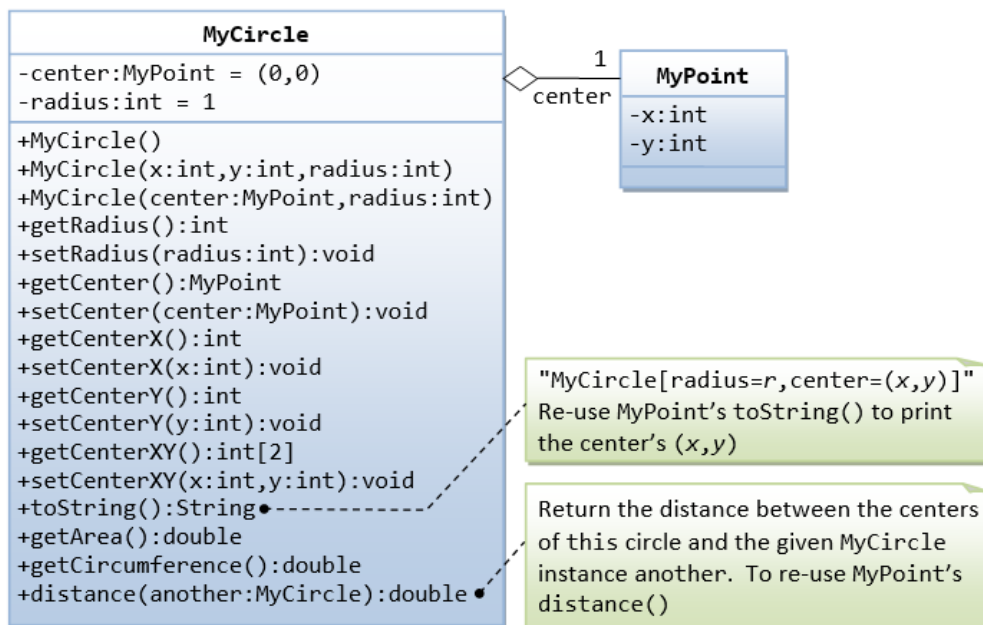 MyCircle
-center:MyPoint = (0,0)
-radius:int = 1
+MyCircle()
+MyCircle(x:int,y:int,radius:int)
+MyCircle(center:MyPoint,radius:int)
+getRadius():int
+setRadius(radius:int):void
+getCenter():MyPoint
+setCenter(center:MyPoint):void
+getCenterX():int
+setCenterX(x:int):void
+getCenterY():int
+setCenterY(y:int):void
+getCenterXY():int[2]
+setCenterXY(x:int,y:int):void
+toString():String
+getArea():double
+getCircumference():double
+distance(another:MyCircle):double
1
center
MyPoint
-x:int
-y:int
"MyCircle[radius=r,center=(x,y)]"
Re-use MyPoint’s toString() to print
the center’s (x,y)
Return the distance between the centers
of this circle and the given MyCircle
instance another. To re-use MyPoint’s
distance()